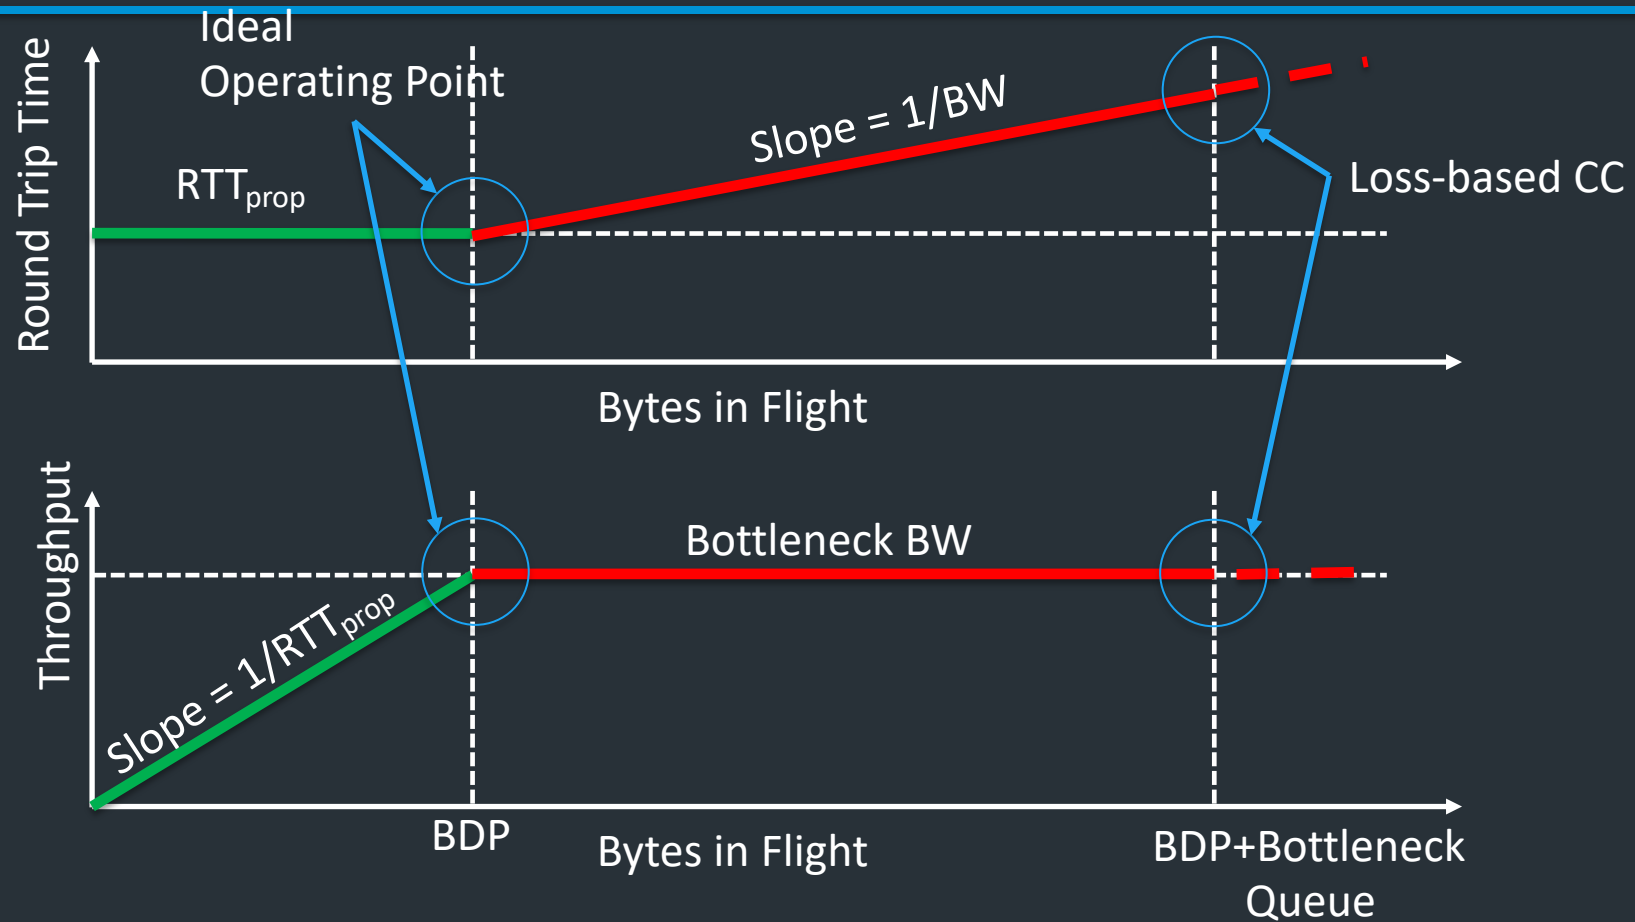 Ideal
Operating Point
Round Trip Time
RTTprop
Slope = 1/BW
Loss-based CC
Bytes in Flight
Throughput
Bottleneck BW
Slope = 1/RTTprop
BDP
Bytes in Flight
BDP+Bottleneck
Queue